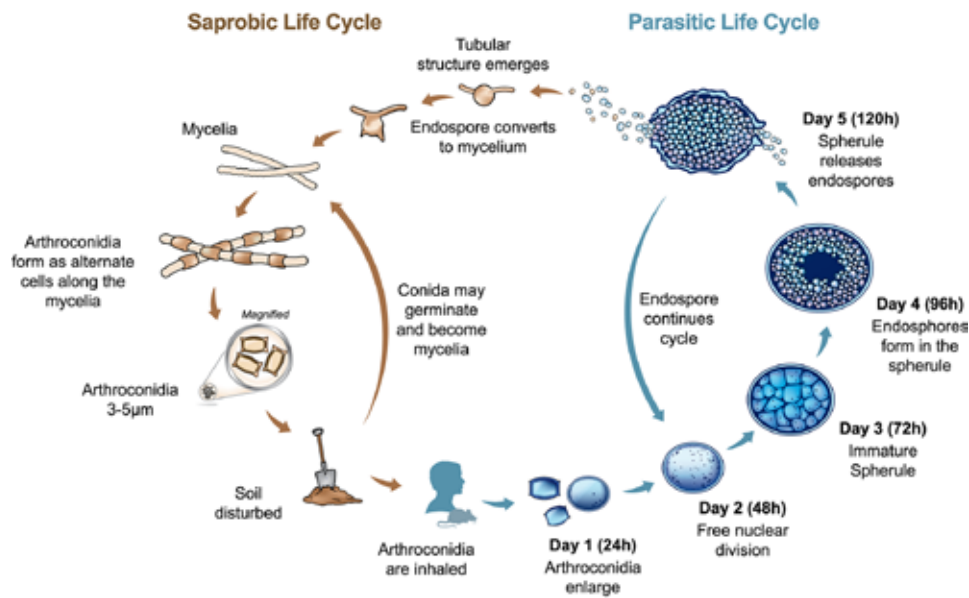 Saprobic Life Cycle
Parasitic Life Cycle
Tubular
structure emerges
Endospore converts
to mycelium
Mycelia
Arthroconidia
form as alternate
cells along the
mycelia
Magnified
Arthroconidia
3-5µm
Conida may
germinate
and become
mycelia
Soil
disturbed
Arthroconidia
are inhaled
Day 1 (24h)
Arthroconidia
enlarge
Day 2 (48h)
Free nuclear
division
Day 3 (72h)
Immature
Spherule
Day 4 (96h)
Endosphores
form in the
spherule
Day 5 (120h)
Spherule
releases
endospores
Endospore
continues
cycle